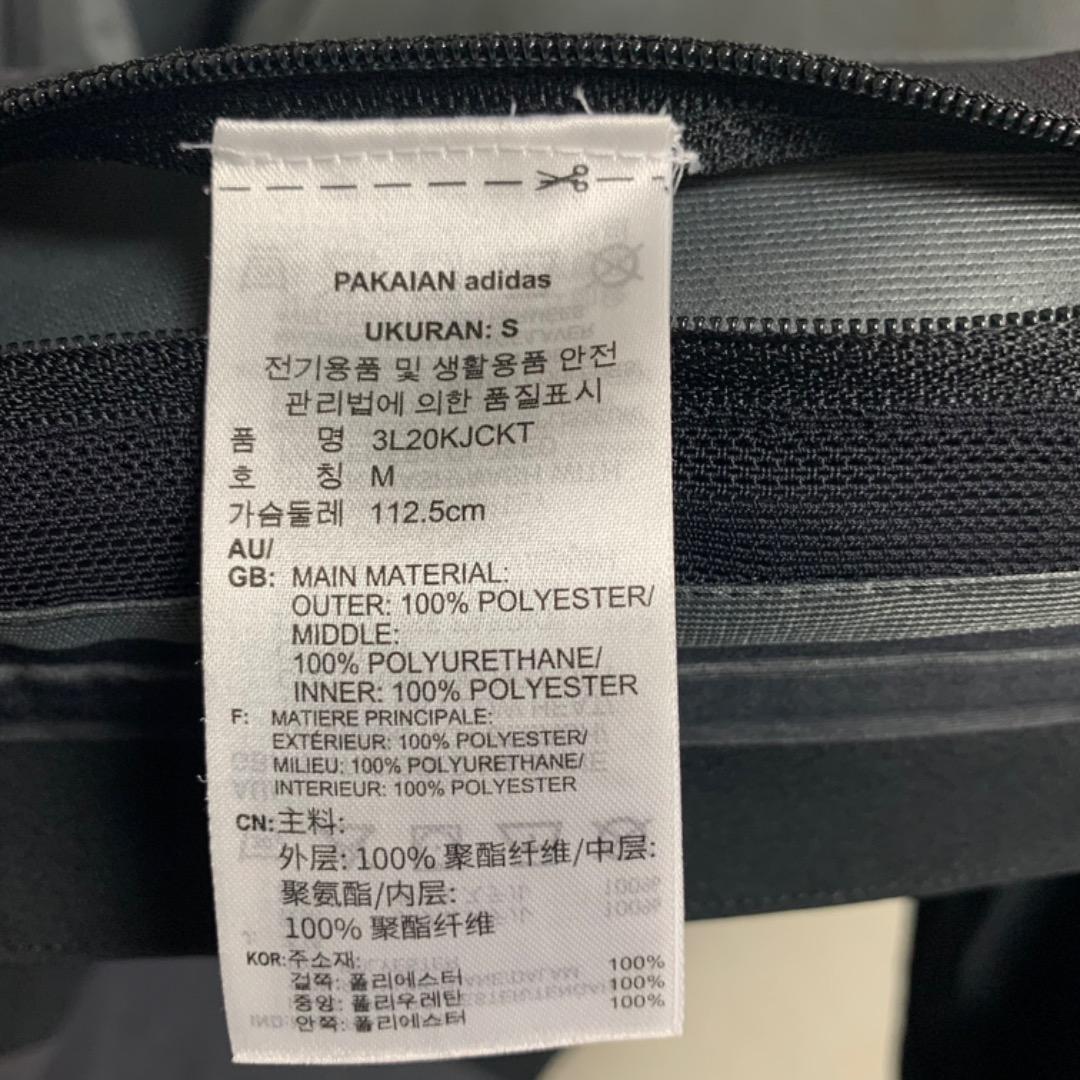 PAKAIAN adidas
UKURAN: S
전기용품 및 생활용품 안전
관리법에 의한 품질표시
품 명 3L20KJCKT
호 칭 M
가슴둘레 112.5cm
AU/
GB: MAIN MATERIAL:
OUTER: 100% POLYESTER/
MIDDLE:
100% POLYURETHANE/
INNER: 100% POLYESTER
F: MATIERE PRINCIPALE:
EXTÉRIEUR: 100% POLYESTER/
MILIEU: 100% POLYURETHANE/
INTERIEUR: 100% POLYESTER
CN:主料:
外层: 100% 聚酯纤维/中层:
聚氨酯/内层:
100% 聚酯纤维
KOR:주소재:
겉쪽: 폴리에스터 100%
중앙: 폴리우레탄 100%
안쪽: 폴리에스터 100%